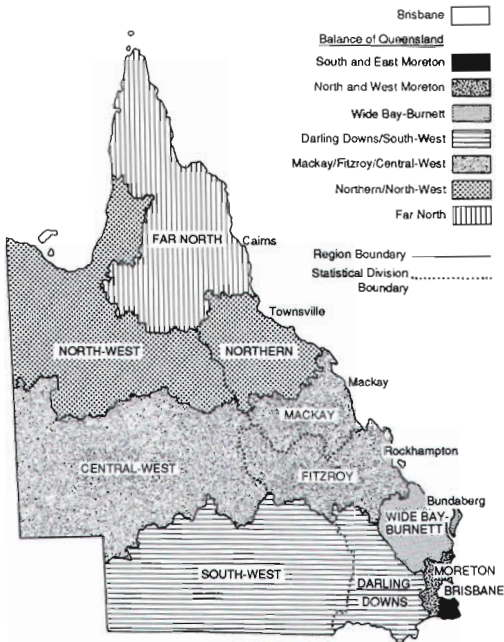 Brisbane
Balance of Queensland
South and East Moreton
North and West Moreton
Wide Bay-Burnett
Darling Downs/South-West
Mackay/Fitzroy/Central-West
Northern/North-West
Far North
Region Boundary
Statistical Division
Boundary
FAR NORTH
Cairns
Townsville
NORTH-WEST
NORTHERN
Mackay
MACKAY
Rockhampton
CENTRAL-WEST
FITZROY
Bundaberg
WIDE BAY-
BURNETT
SOUTH-WEST
MORETON
DARLING
BRISBANE
DOWNS